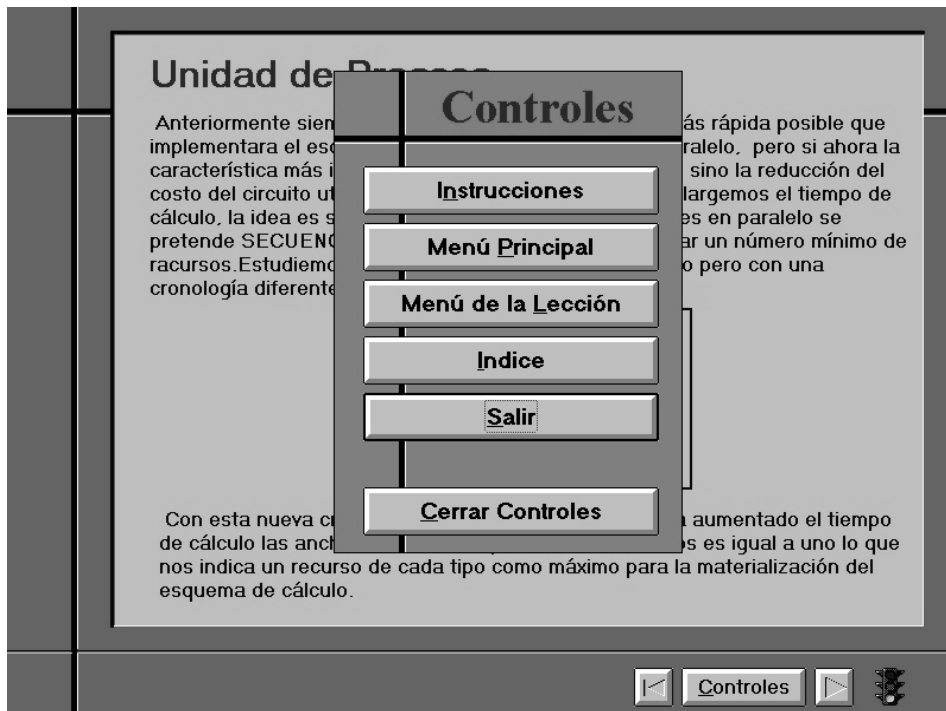 Unidad de Proceso
Controles
Anteriormente siem ás rápida posible que
implementara el esq ralelo, pero si ahora la
característica más i sino la reducción del
costo del circuito ut largemos el tiempo de
cálculo, la idea es s es en paralelo se
pretende SECUENC ar un número mínimo de
racursos.Estudiemo o pero con una
cronología diferente
Instrucciones
Menú Principal
Menú de la Lección
Indice
Salir
Cerrar Controles
Con esta nueva cr a aumentado el tiempo
de cálculo las anch os es igual a uno lo que
nos indica un recurso de cada tipo como máximo para la materialización del
esquema de cálculo.
Controles